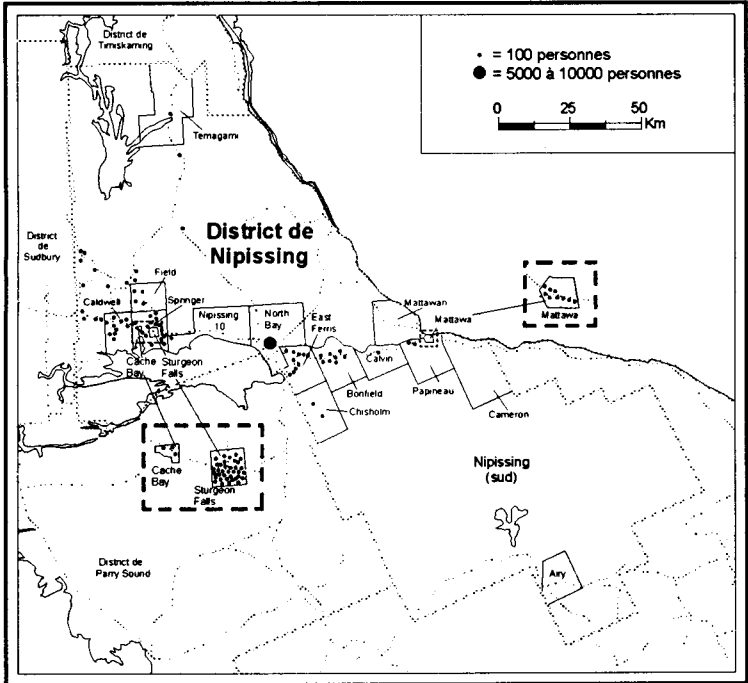 District de
Timiskaming
• = 100 personnes
● = 5000 à 10000 personnes
0 25 50
Km
Temagami
District
de
Sudbury
District de
Nipissing
Field
Caldwell
Springer
Nipissing
10
North
Bay
East
Ferris
Mattawan
Mattawa
Mattawa
Cache
Bay
Sturgeon
Falls
Calvin
Bonfield
Papineau
Chisholm
Cameron
Cache
Bay
Sturgeon
Falls
Nipissing
(sud)
District de
Parry Sound
Airy